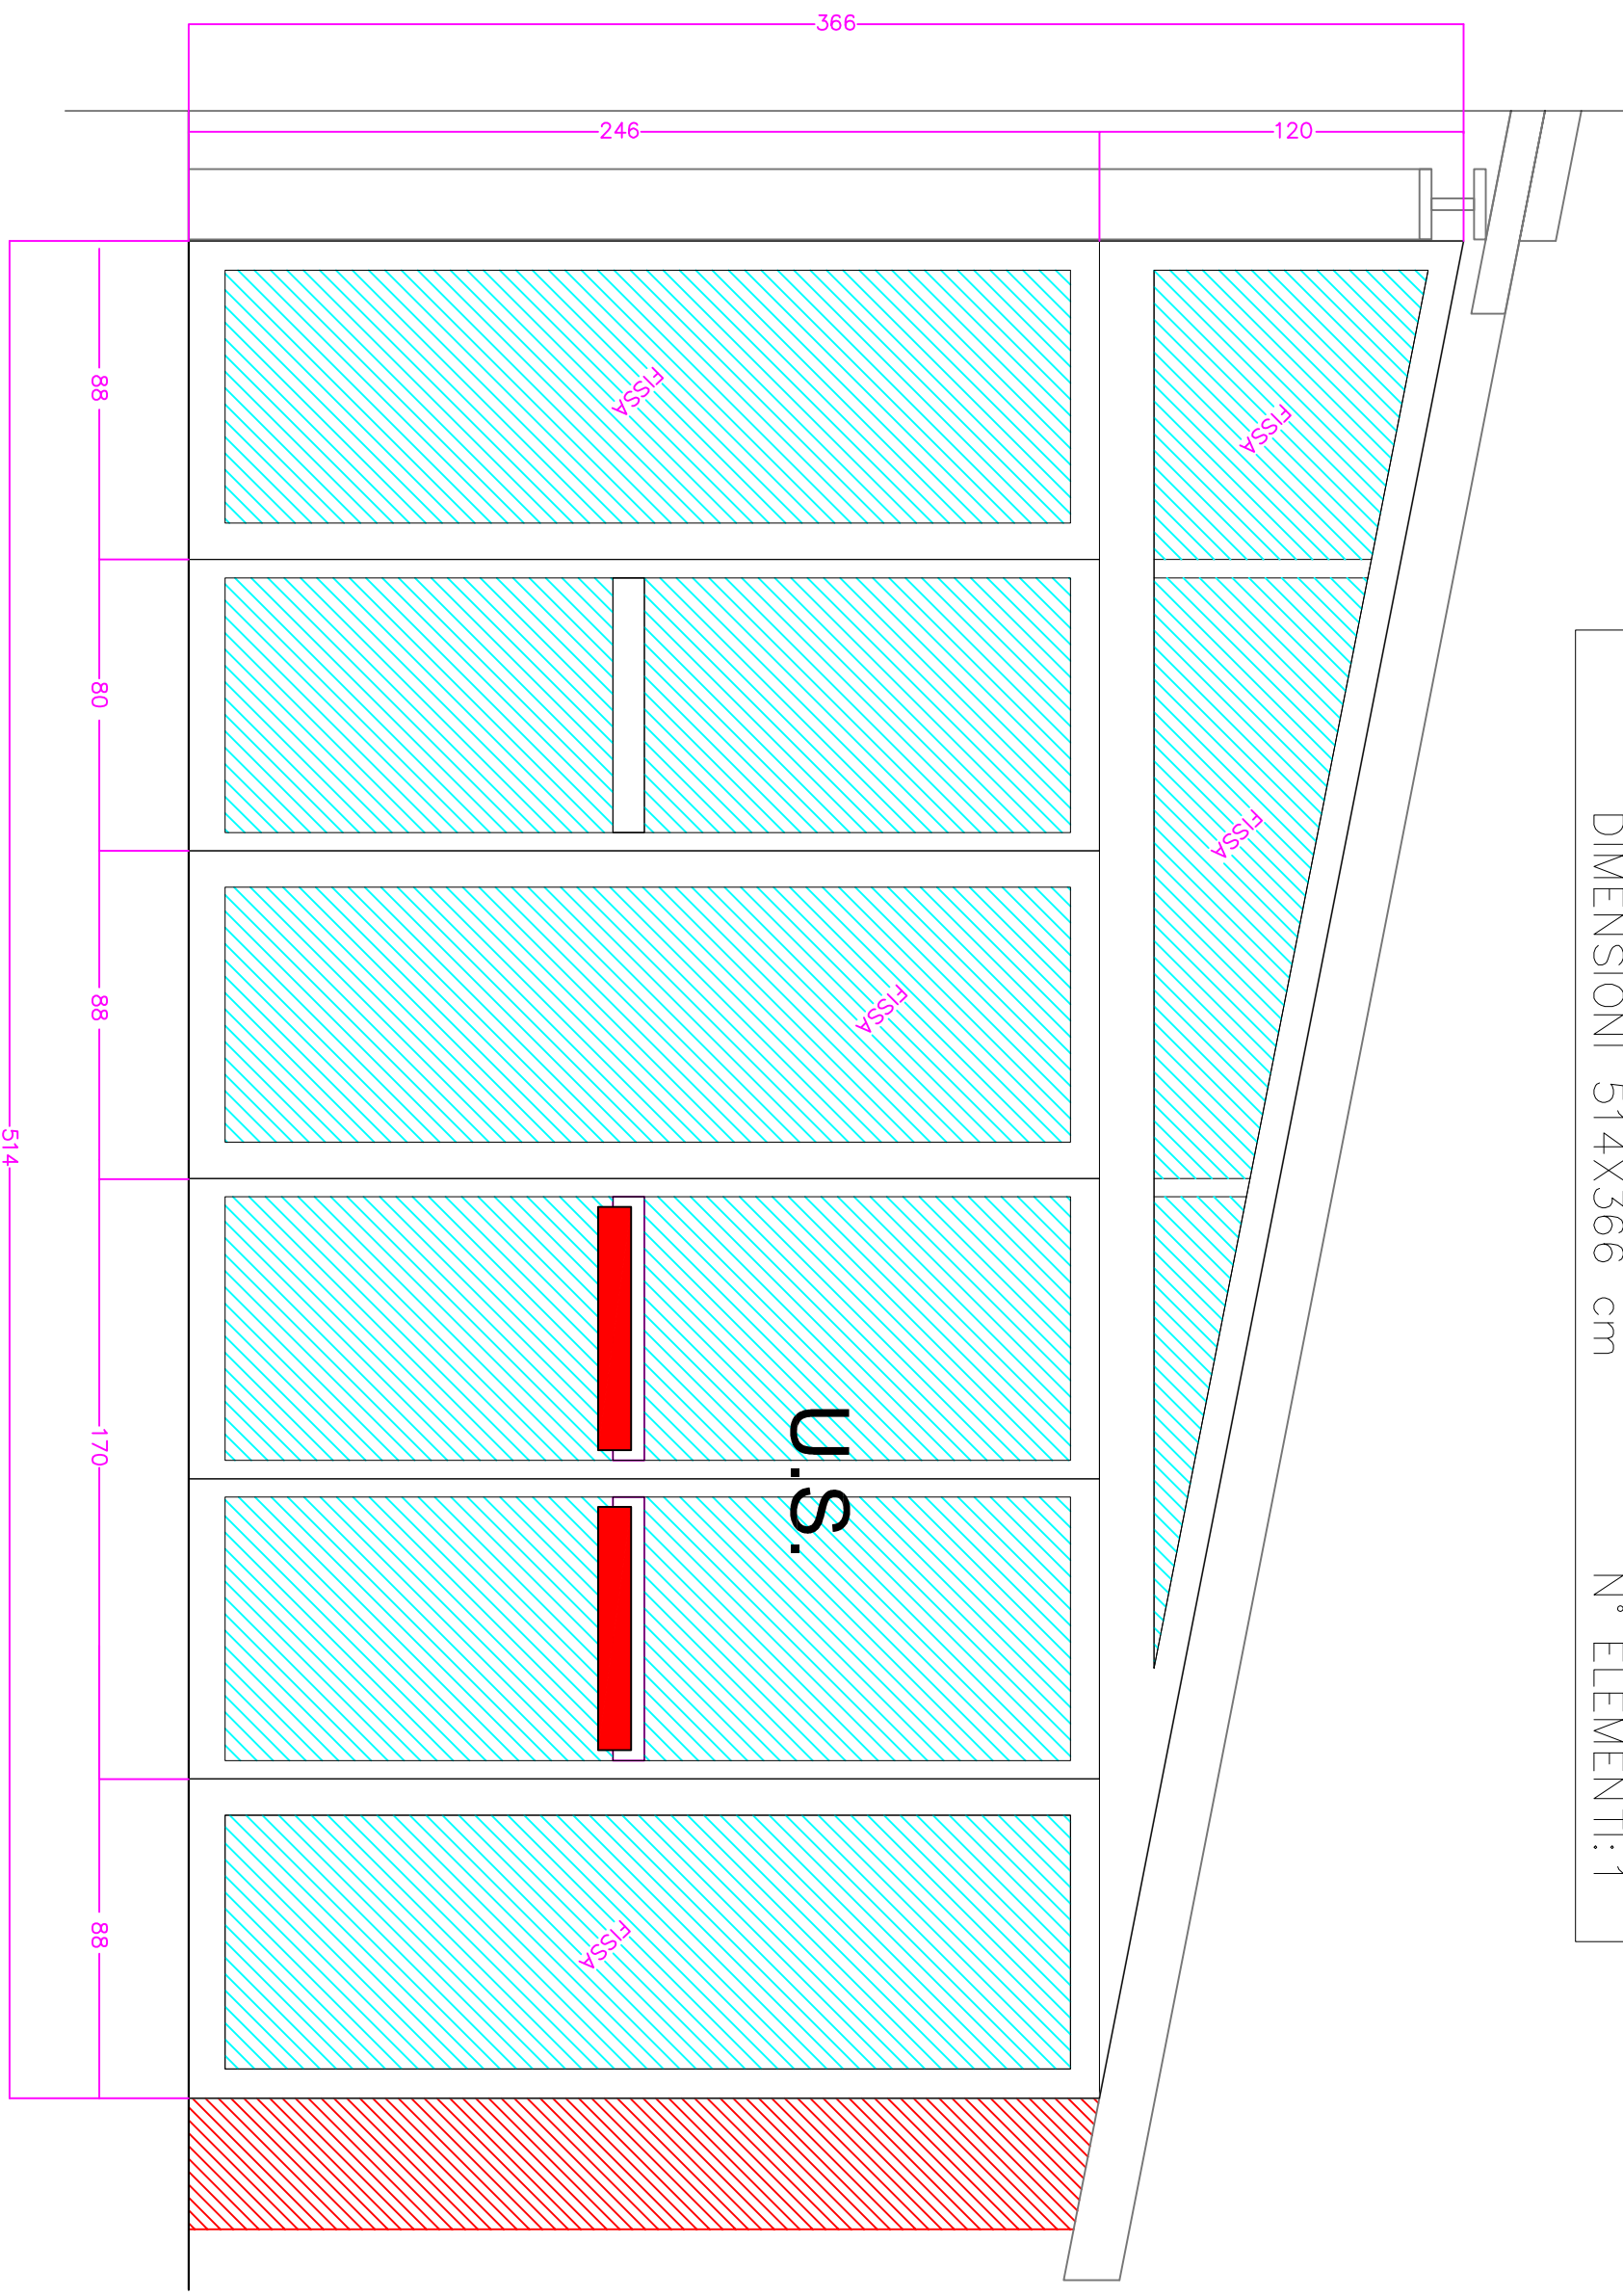 DIMENSIONI 514X366 cm N° ELEMENTI:1
366
246
120
FISSA
FISSA
FISSA
FISSA
FISSA
U.S.
88
80
88
170
88
514